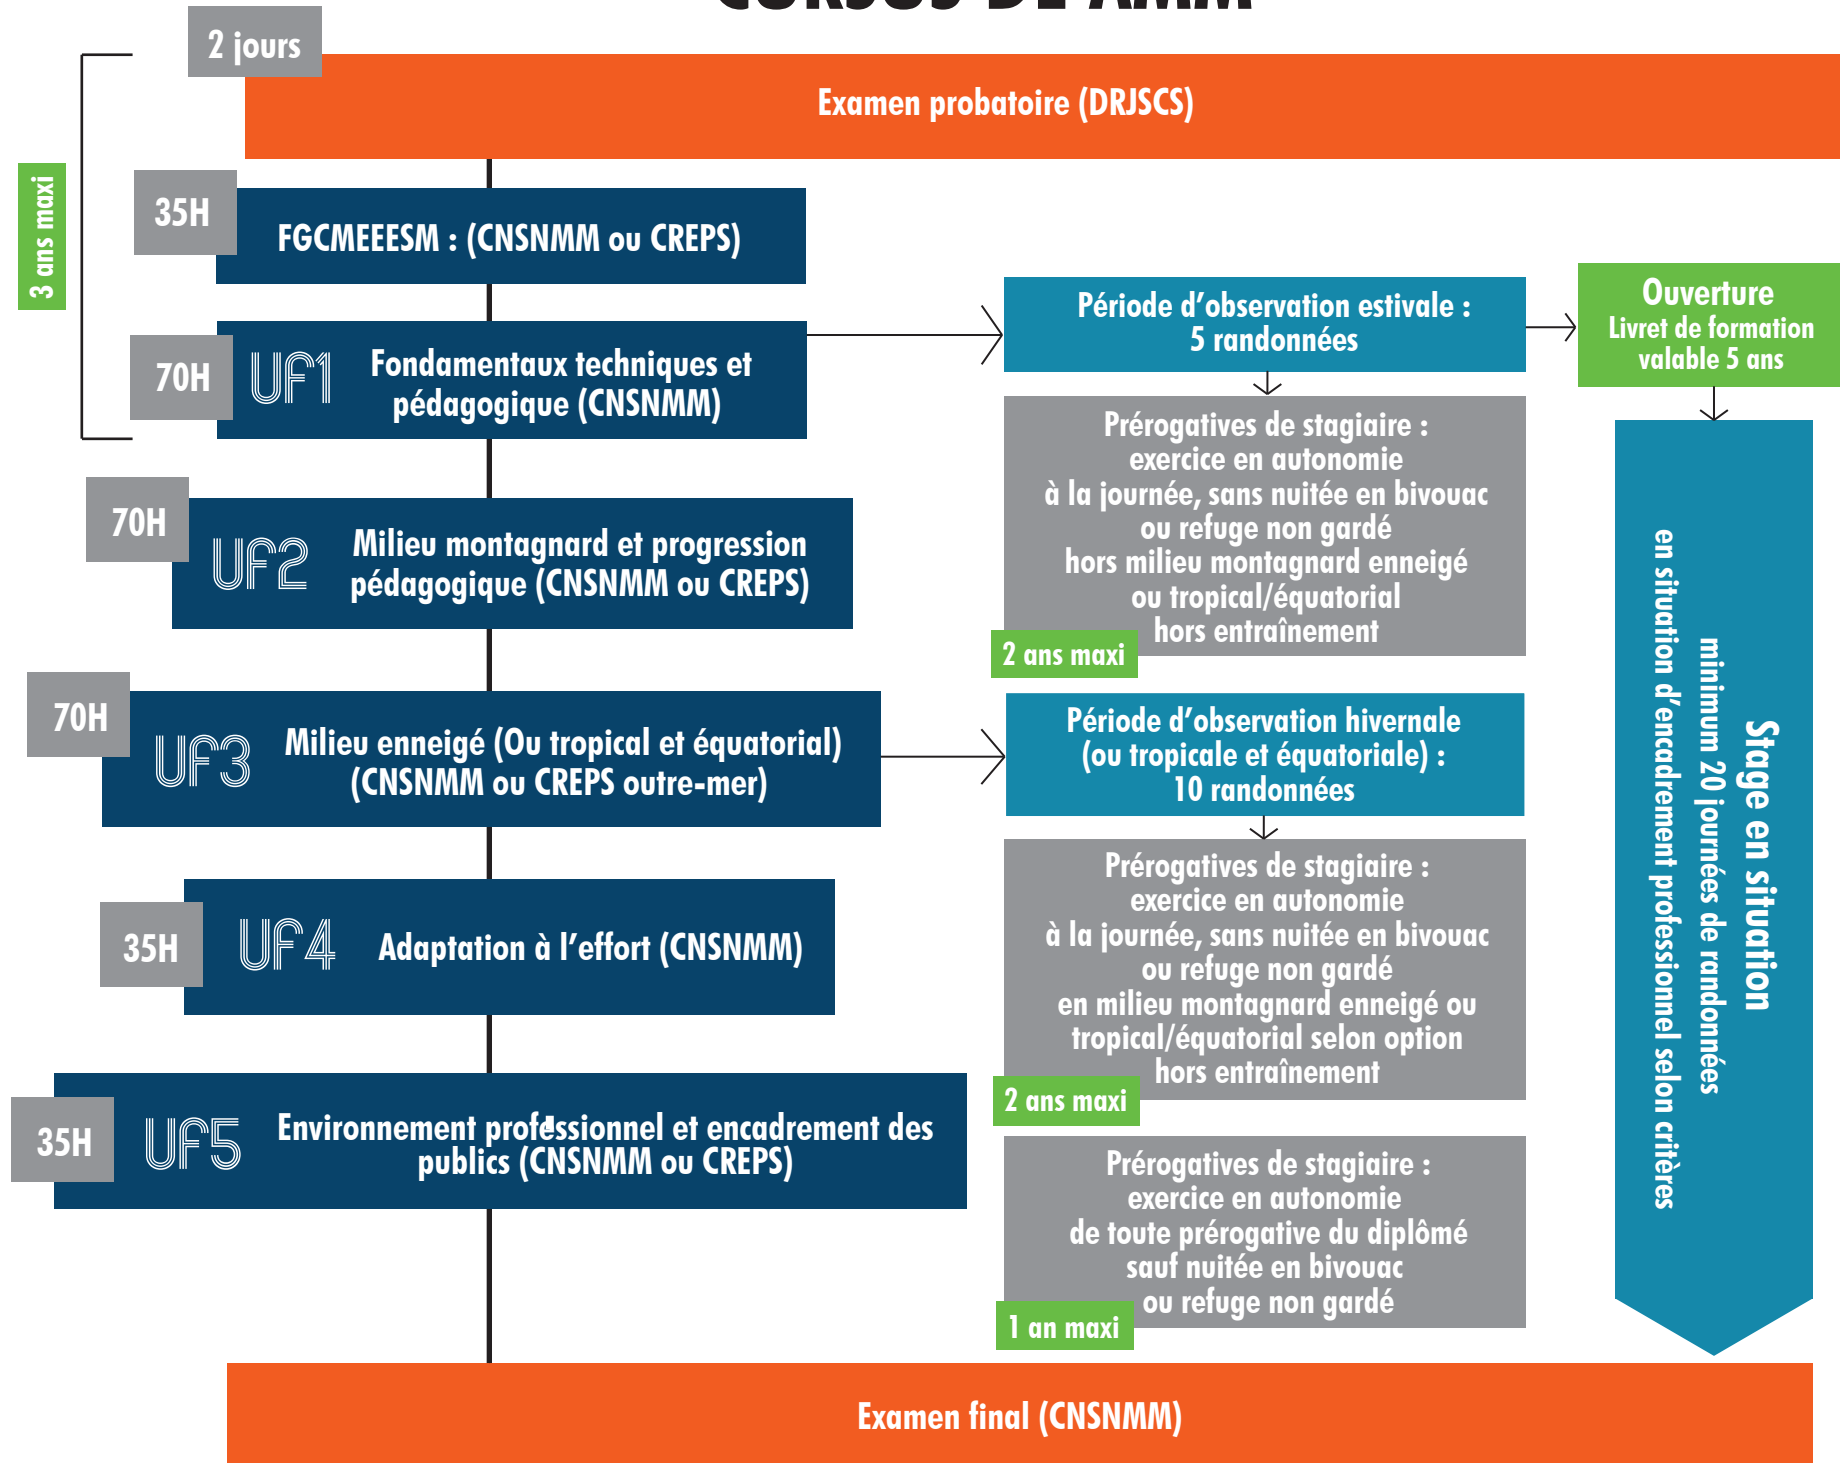 CURSUS DE AMM
2 jours
Examen probatoire (DRJSCS)
3 ans maxi
35H
FGCMEEESM : (CNSNMM ou CREPS)
70H
UF1
Fondamentaux techniques et
pédagogique (CNSNMM)
Période d’observation estivale :
5 randonnées
Ouverture
Livret de formation
valable 5 ans
Prérogatives de stagiaire :
exercice en autonomie
à la journée, sans nuitée en bivouac
ou refuge non gardé
hors milieu montagnard enneigé
ou tropical/équatorial
hors entraînement
2 ans maxi
70H
UF2
Milieu montagnard et progression
pédagogique (CNSNMM ou CREPS)
70H
UF3
Milieu enneigé (Ou tropical et équatorial)
(CNSNMM ou CREPS outre-mer)
Période d’observation hivernale
(ou tropicale et équatoriale) :
10 randonnées
Prérogatives de stagiaire :
exercice en autonomie
à la journée, sans nuitée en bivouac
ou refuge non gardé
en milieu montagnard enneigé ou
tropical/équatorial selon option
hors entraînement
2 ans maxi
35H
UF4
Adaptation à l’effort (CNSNMM)
35H
UF5
Environnement professionnel et encadrement des
publics (CNSNMM ou CREPS)
Prérogatives de stagiaire :
exercice en autonomie
de toute prérogative du diplômé
sauf nuitée en bivouac
ou refuge non gardé
1 an maxi
Stage en situation
minimum 20 journées de randonnées
en situation d’encadrement professionnel selon critères
Examen final (CNSNMM)